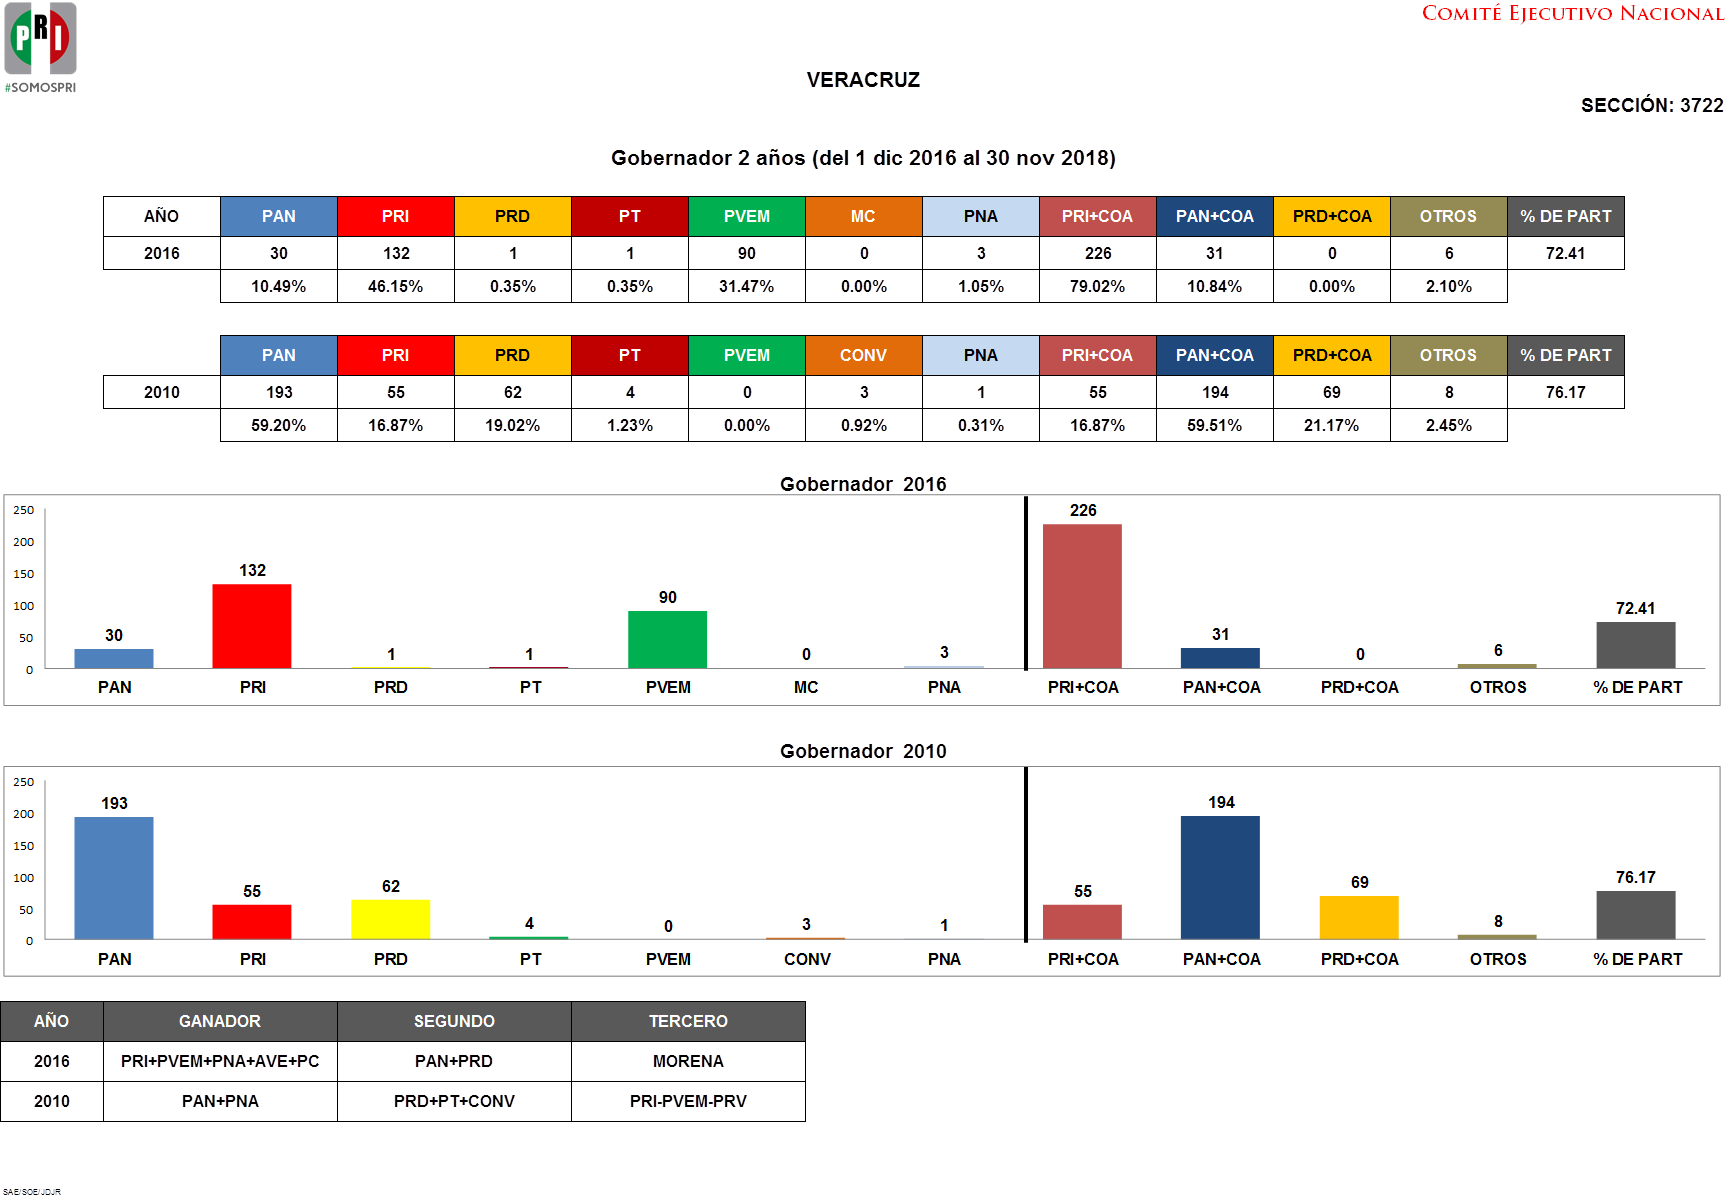 COMITÉ EJECUTIVO NACIONAL
PRI
#SOMOSPRI
VERACRUZ
SECCIÓN: 3722
Gobernador 2 años (del 1 dic 2016 al 30 nov 2018)
AÑO PAN PRI PRD PT PVEM MC PNA PRI+COA PAN+COA PRD+COA OTROS % DE PART
2016 30 132 1 1 90 0 3 226 31 0 6 72.41
10.49% 46.15% 0.35% 0.35% 31.47% 0.00% 1.05% 79.02% 10.84% 0.00% 2.10%
PAN PRI PRD PT PVEM CONV PNA PRI+COA PAN+COA PRD+COA OTROS % DE PART
2010 193 55 62 4 0 3 1 55 194 69 8 76.17
59.20% 16.87% 19.02% 1.23% 0.00% 0.92% 0.31% 16.87% 59.51% 21.17% 2.45%
Gobernador 2016
250
200
150
100
50
0
30 132 1 1 90 0 3 226 31 0 6 72.41
PAN PRI PRD PT PVEM MC PNA PRI+COA PAN+COA PRD+COA OTROS % DE PART
Gobernador 2010
250
200
150
100
50
0
193 55 62 4 0 3 1 55 194 69 8 76.17
PAN PRI PRD PT PVEM CONV PNA PRI+COA PAN+COA PRD+COA OTROS % DE PART
AÑO GANADOR SEGUNDO TERCERO
2016 PRI+PVEM+PNA+AVE+PC PAN+PRD MORENA
2010 PAN+PNA PRD+PT+CONV PRI-PVEM-PRV
SAE/SOE/JDJR